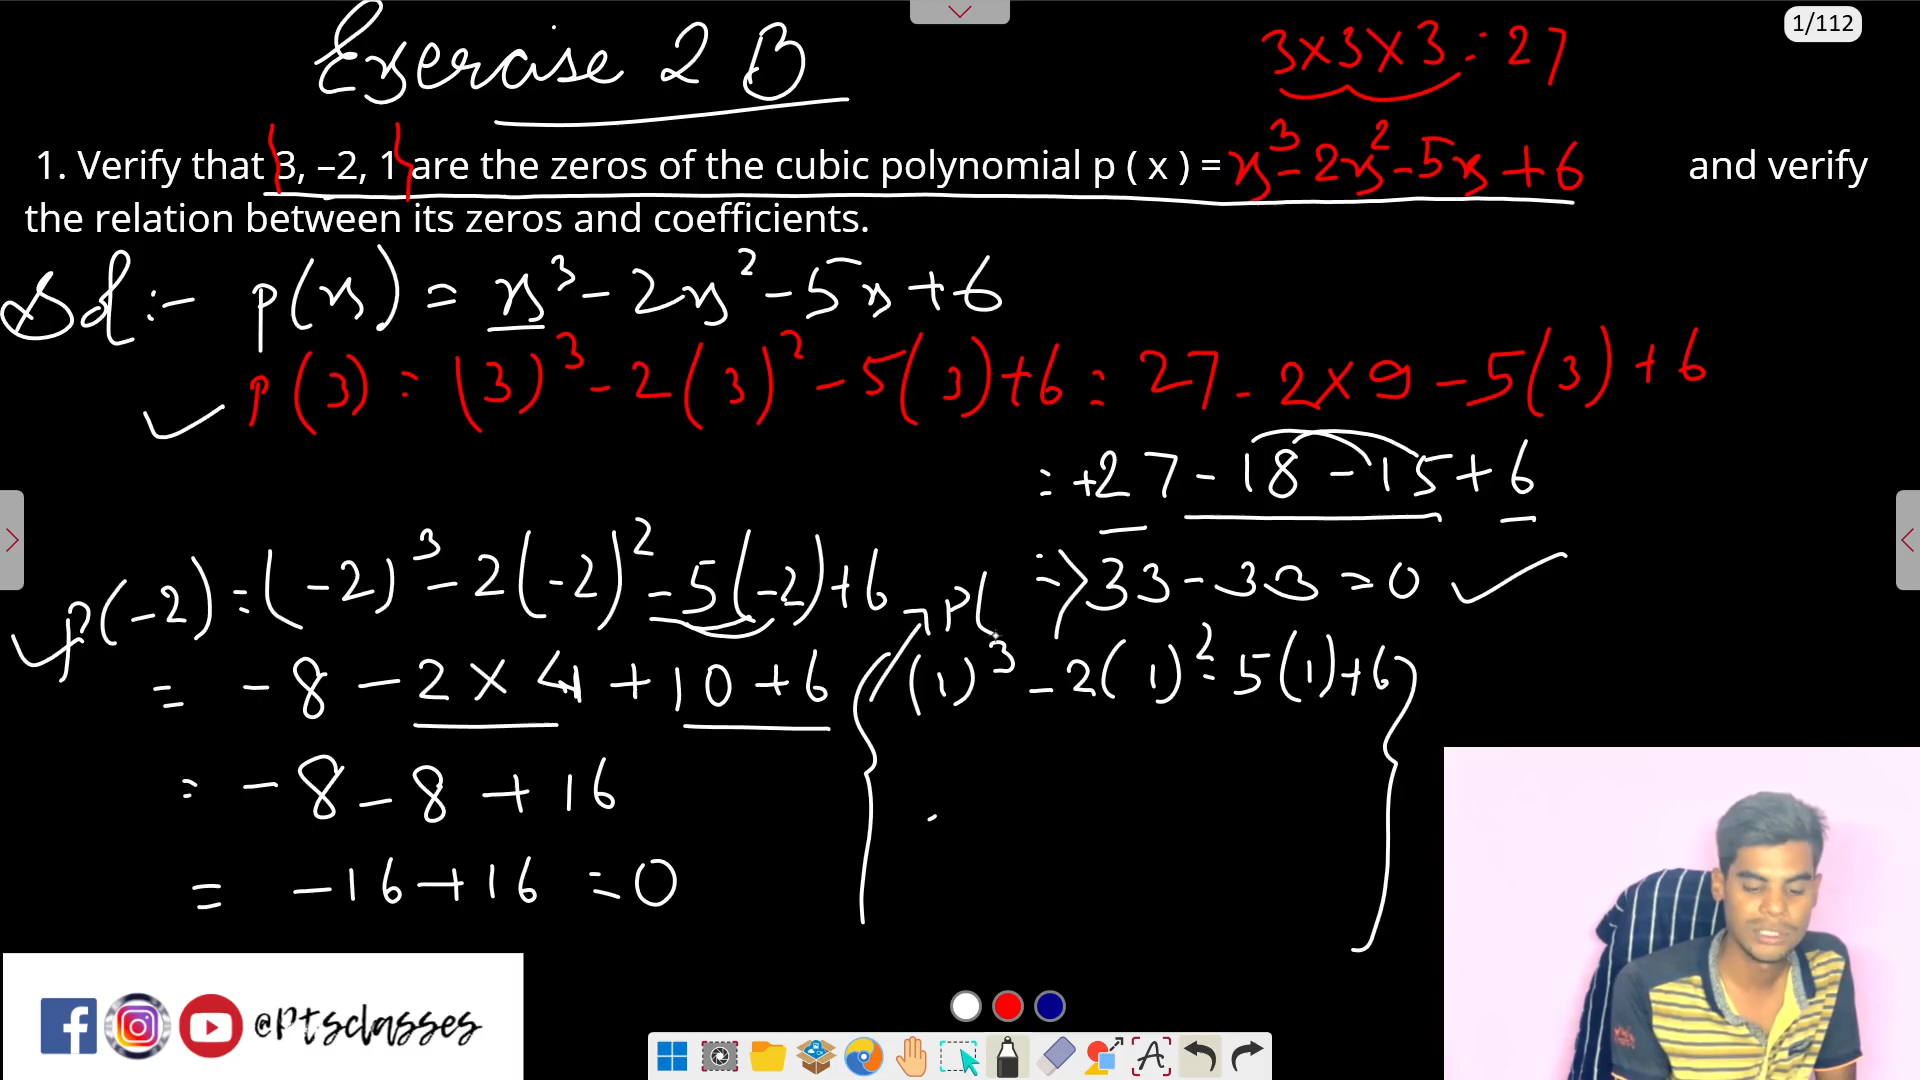 Exercise 2 B
3×3×3 = 27
1/112
1. Verify that 3, –2, 1 are the zeros of the cubic polynomial p ( x ) = x³-2x²-5x+6 and verify
the relation between its zeros and coefficients.
Sol:- p(x) = x³-2x²-5x+6
p(3) = (3)³-2(3)²-5(3)+6 = 27-2×9-5(3)+6
= +27-18-15+6
=> 33-33=0
p(-2)=(-2)³-2(-2)²-5(-2)+6
= -8-2×4+10+6
= -8-8+16
= -16+16 =0
P(
(1)³-2(1)²-5(1)+6
@Ptsclasses